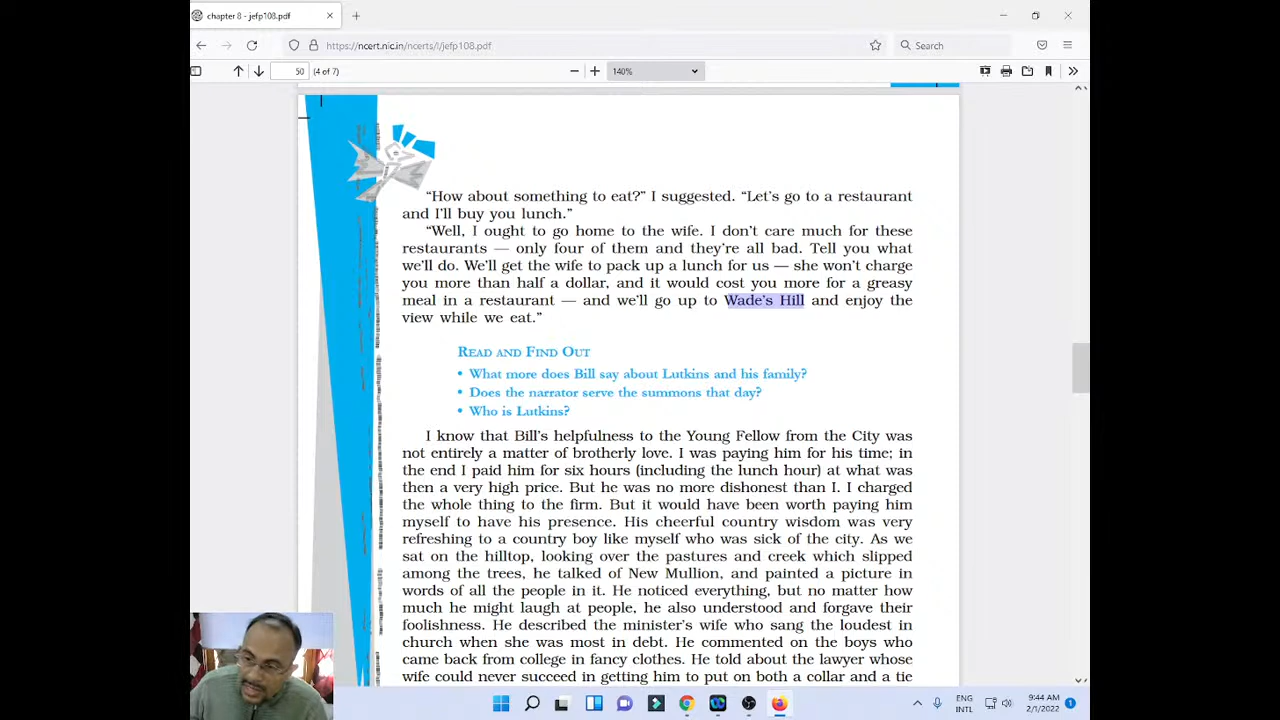 chapter 8 - jefp108.pdf
https://ncert.nic.in/ncerts/l/jefp108.pdf
Search
50 (4 of 7)
140%
“How about something to eat?” I suggested. “Let’s go to a restaurant
and I’ll buy you lunch.”
“Well, I ought to go home to the wife. I don’t care much for these
restaurants — only four of them and they’re all bad. Tell you what
we’ll do. We’ll get the wife to pack up a lunch for us — she won’t charge
you more than half a dollar, and it would cost you more for a greasy
meal in a restaurant — and we’ll go up to Wade’s Hill and enjoy the
view while we eat.”
READ AND FIND OUT
• What more does Bill say about Lutkins and his family?
• Does the narrator serve the summons that day?
• Who is Lutkins?
I know that Bill’s helpfulness to the Young Fellow from the City was
not entirely a matter of brotherly love. I was paying him for his time; in
the end I paid him for six hours (including the lunch hour) at what was
then a very high price. But he was no more dishonest than I. I charged
the whole thing to the firm. But it would have been worth paying him
myself to have his presence. His cheerful country wisdom was very
refreshing to a country boy like myself who was sick of the city. As we
sat on the hilltop, looking over the pastures and creek which slipped
among the trees, he talked of New Mullion, and painted a picture in
words of all the people in it. He noticed everything, but no matter how
much he might laugh at people, he also understood and forgave their
foolishness. He described the minister’s wife who sang the loudest in
church when she was most in debt. He commented on the boys who
came back from college in fancy clothes. He told about the lawyer whose
wife could never succeed in getting him to put on both a collar and a tie
ENG
INTL
9:44 AM
2/1/2022
1